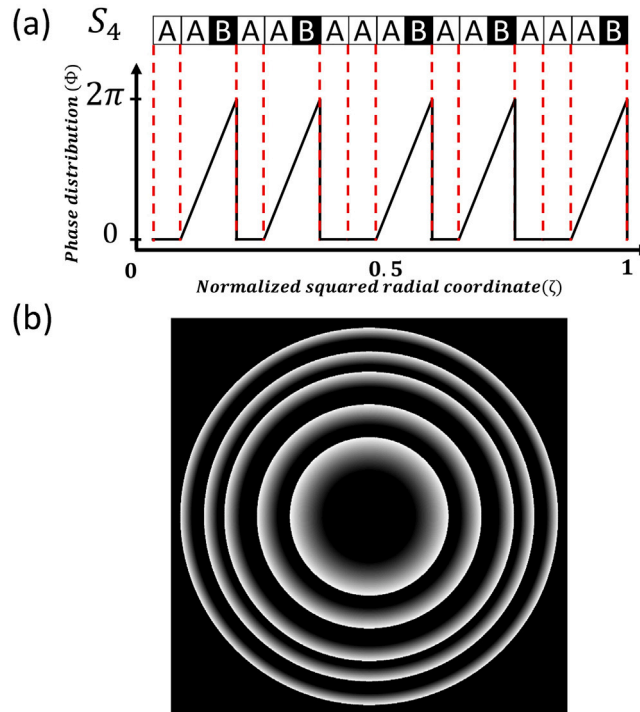 (a)
S4 A A B A A B A A A B A A B A A A B
Phase distribution (Φ)
2π
0
0 0.5 1
Normalized squared radial coordinate(ζ)
(b)